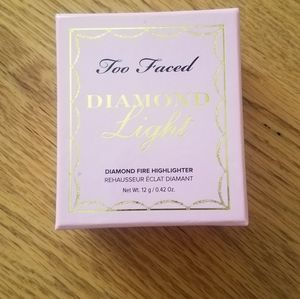 Too Faced
DIAMOND
Light
DIAMOND FIRE HIGHLIGHTER
REHAUSSEUR ÉCLAT DIAMANT
Net Wt. 12 g / 0.42 Oz.